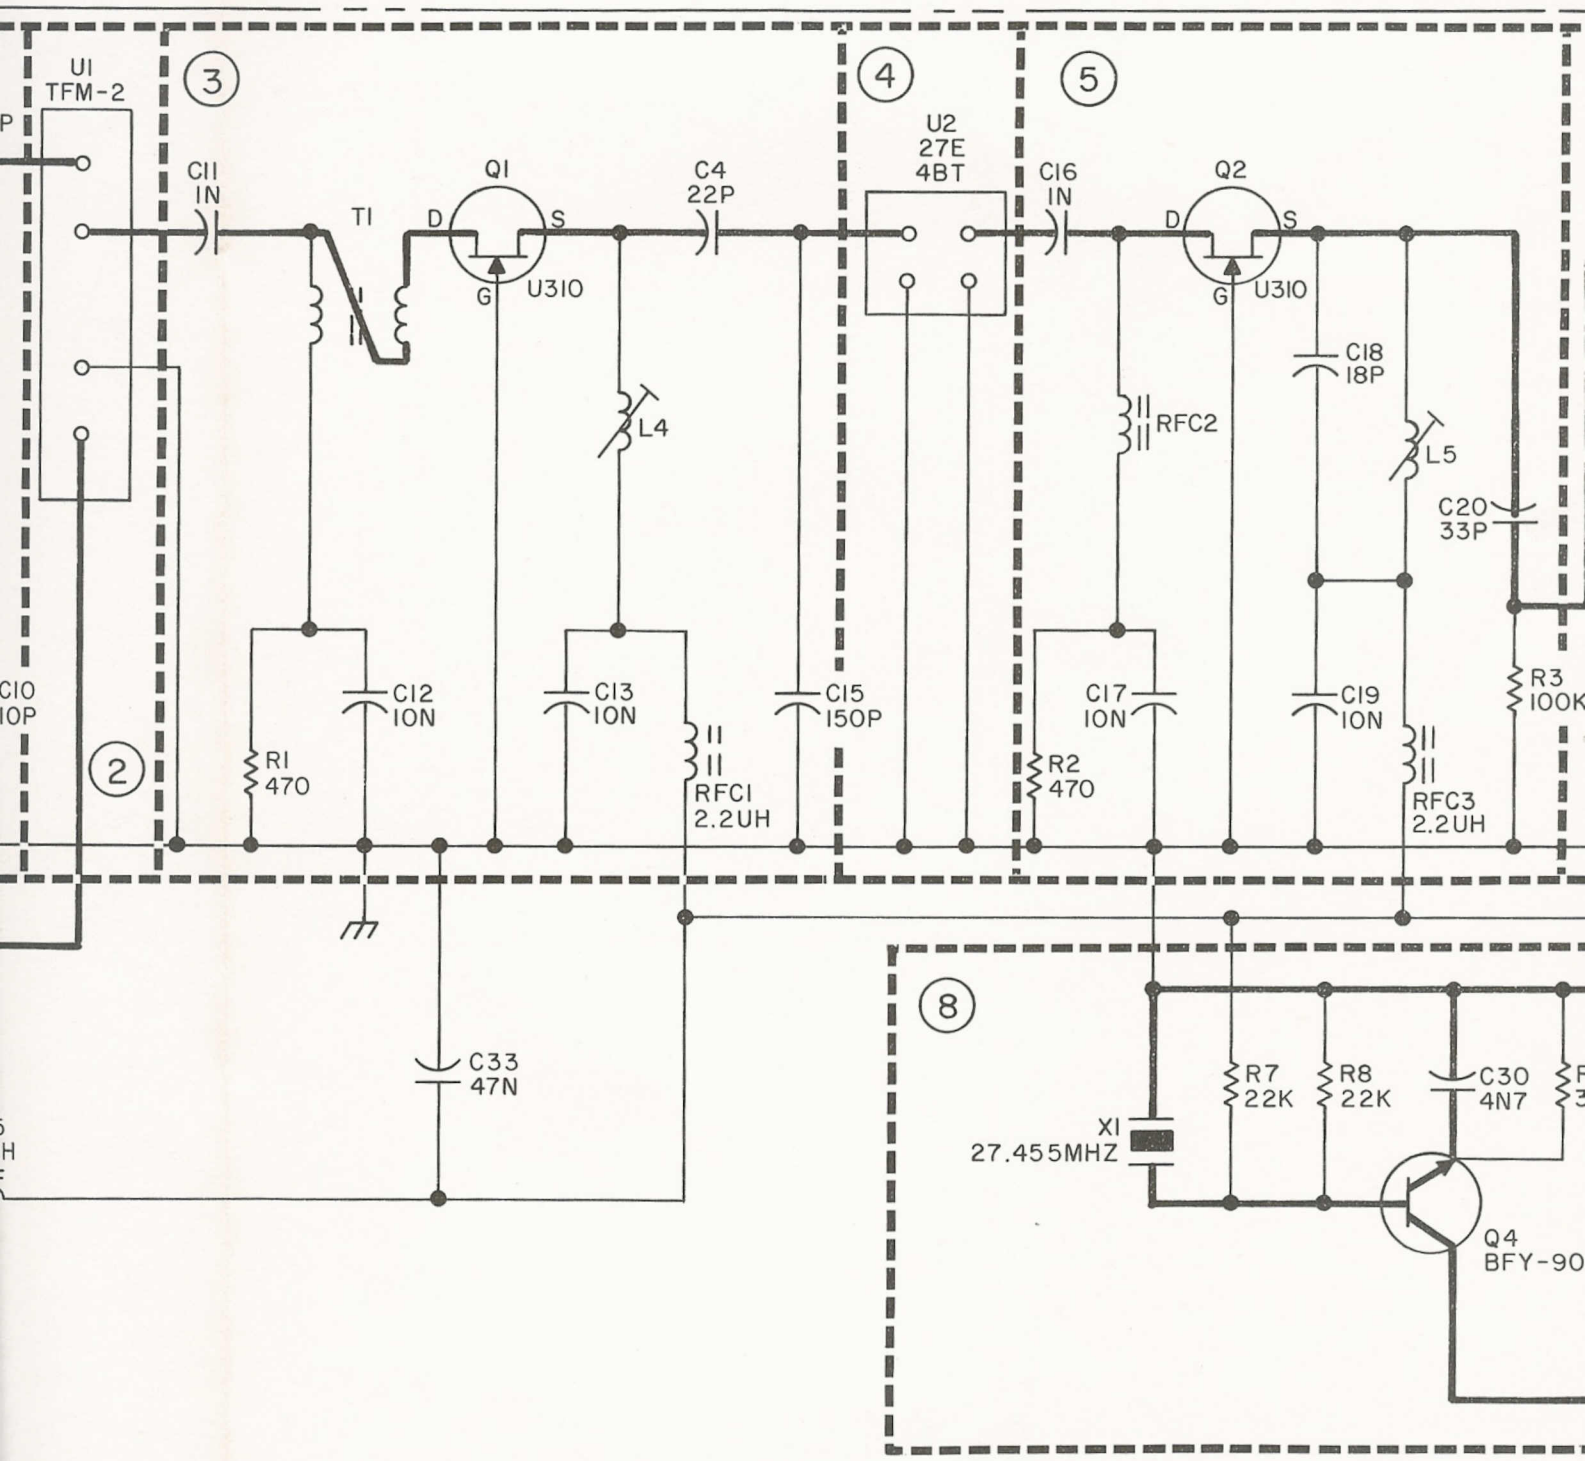 U1
TFM-2
P
3
C11
1N
T1
D
Q1
S
G
U310
C4
22P
4
U2
27E
4BT
5
C16
1N
D
Q2
S
G
U310
C18
18P
RFC2
L4
L5
C20
33P
C10
10P
C12
10N
C13
10N
C15
150P
C17
10N
C19
10N
R3
100K
2
R1
470
RFC1
2.2UH
R2
470
RFC3
2.2UH
8
C33
47N
R7
22K
R8
22K
C30
4N7
X1
27.455MHZ
H
Q4
BFY-90